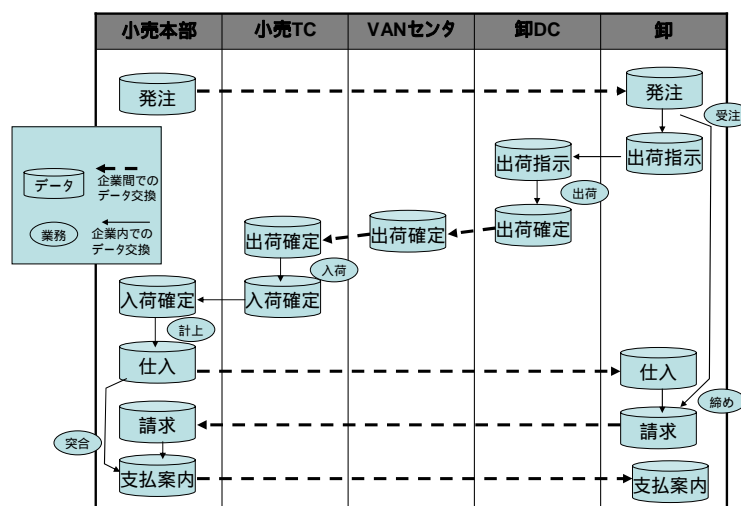 小売本部 小売TC VANセンタ 卸DC 卸
発注 発注
受注
出荷指示 出荷指示
データ
企業間での
データ交換
業務
企業内での
データ交換
出荷
出荷確定 出荷確定 出荷確定
入荷
入荷確定 入荷確定
計上
仕入 仕入
締め
請求 請求
突合
支払案内 支払案内